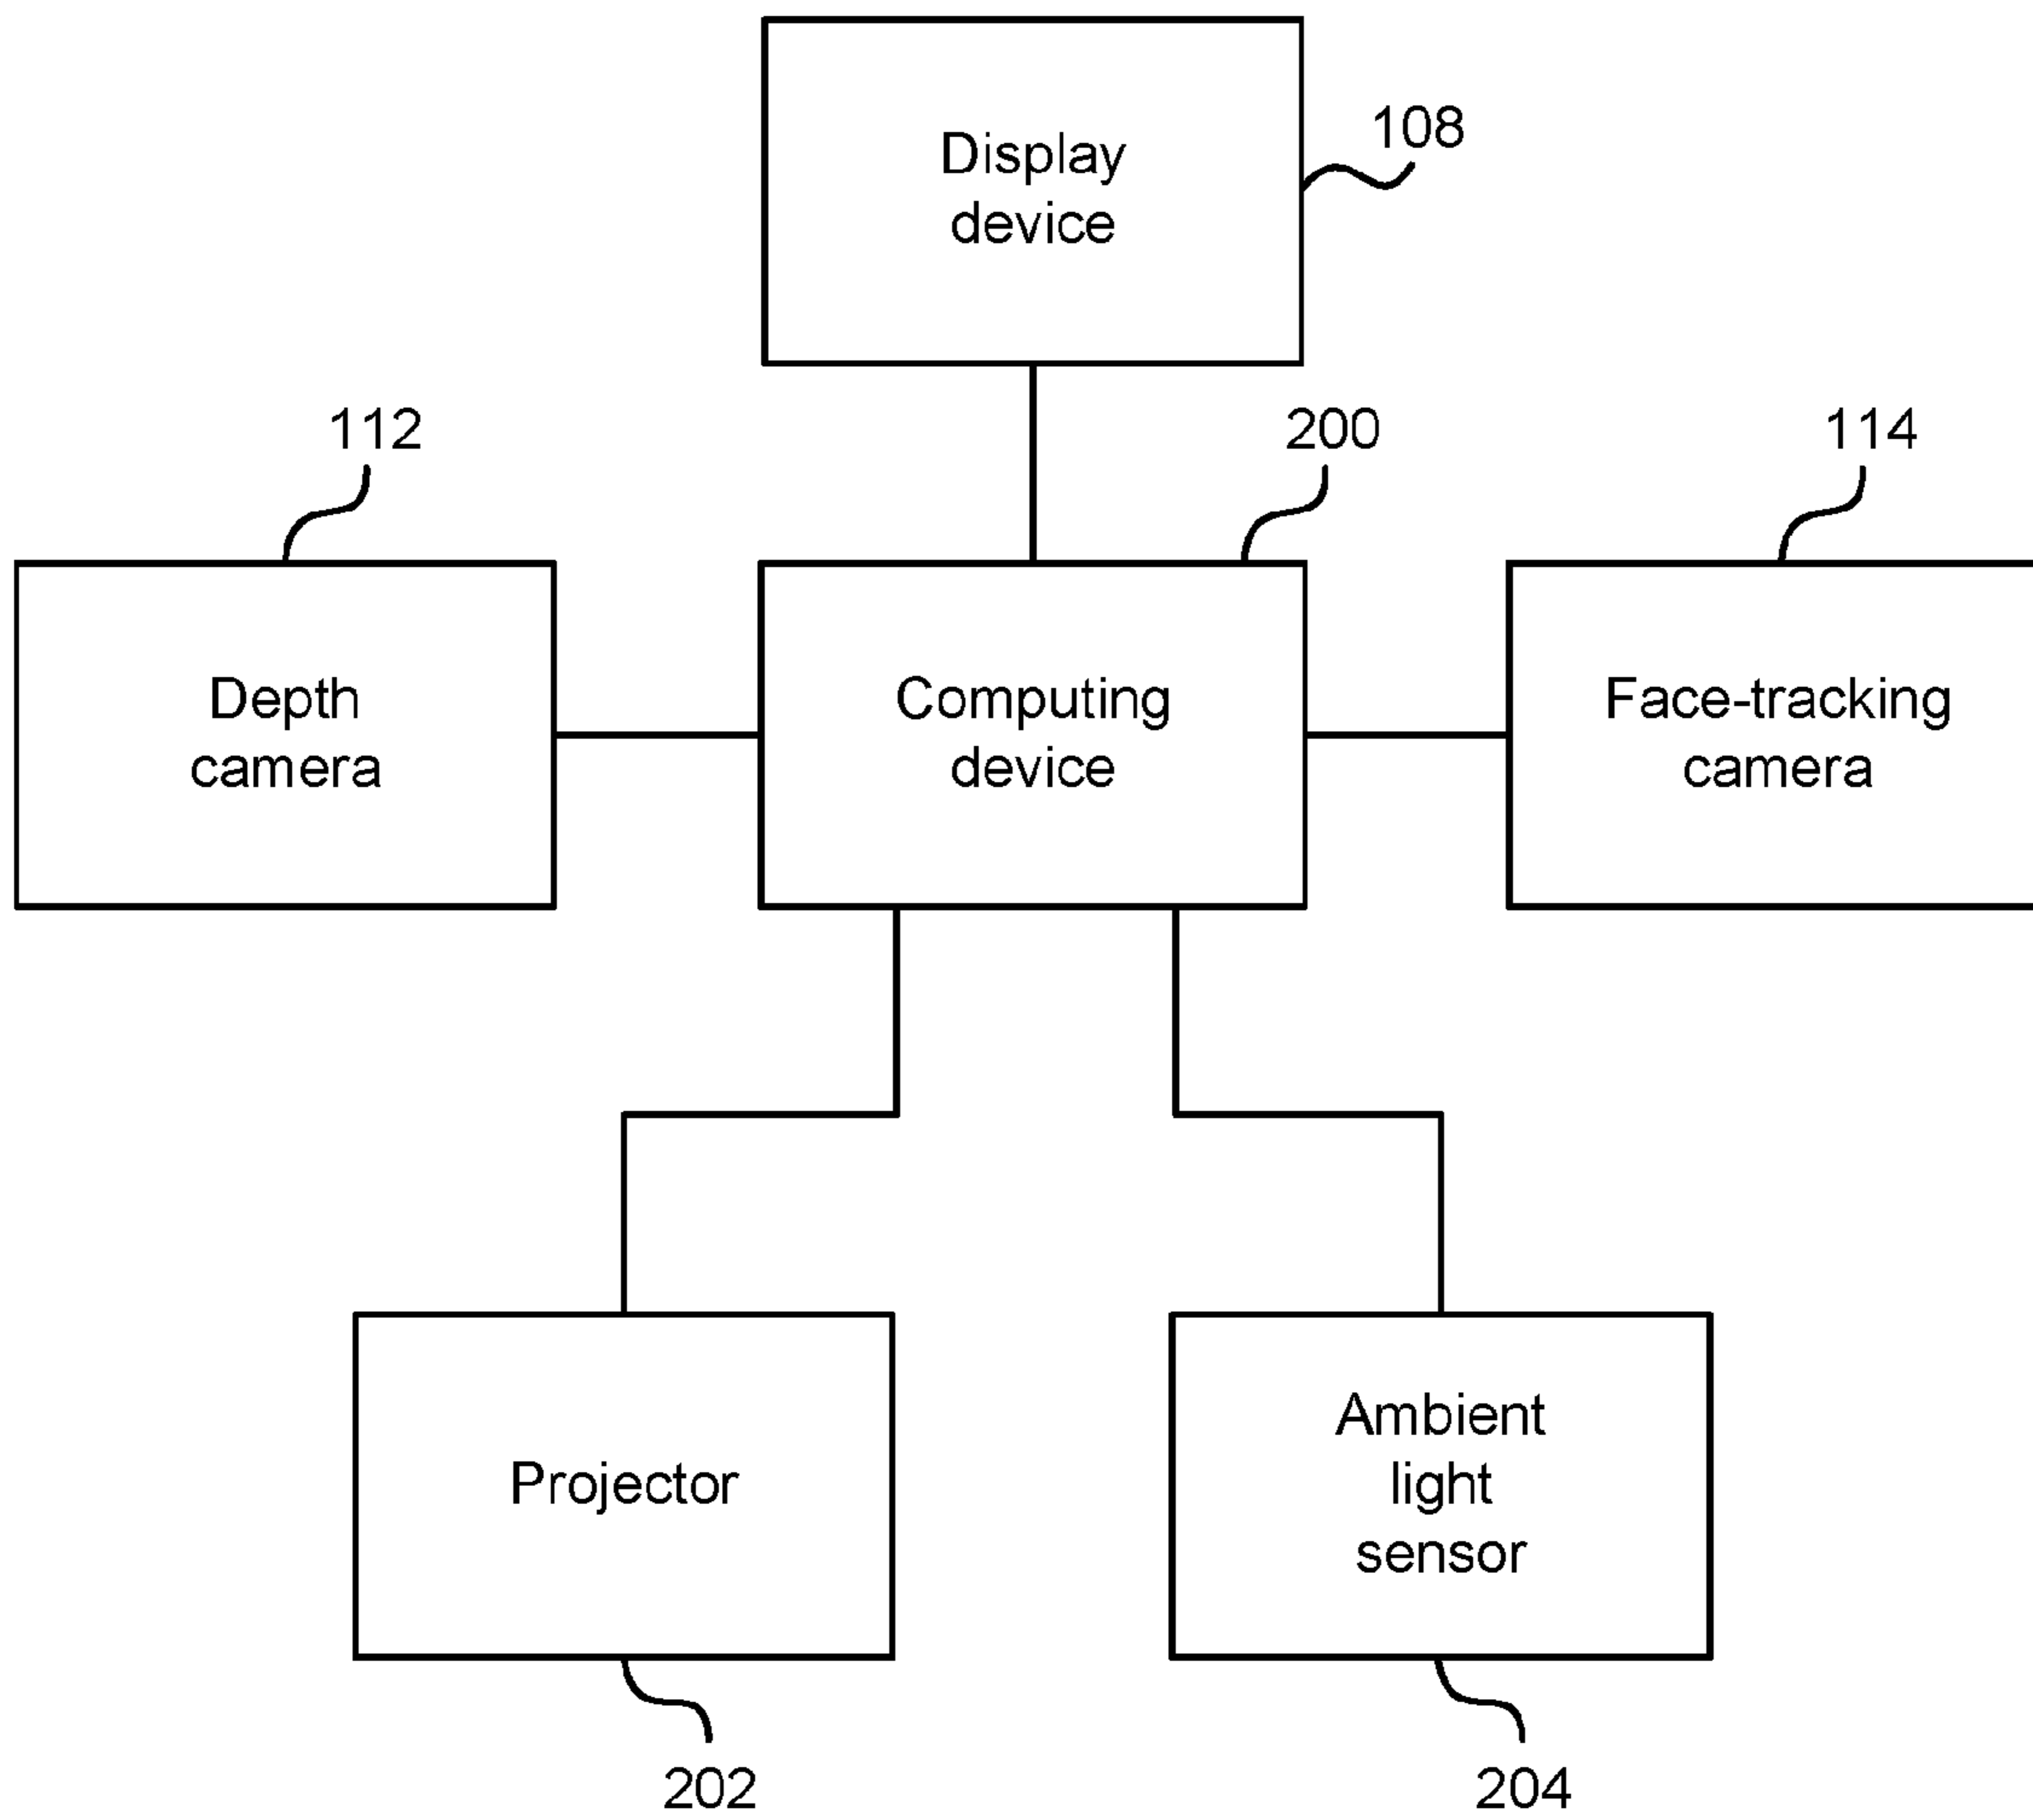 Display
device
108
112
200
114
Depth
camera
Computing
device
Face-tracking
camera
Projector
Ambient
light
sensor
202
204